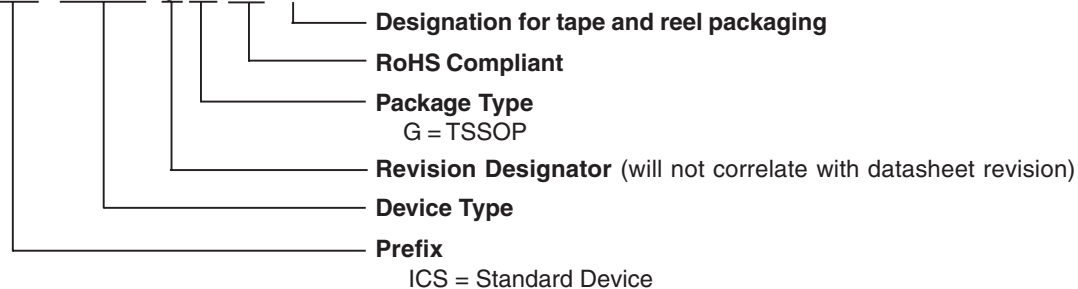 Designation for tape and reel packaging
RoHS Compliant
Package Type
G = TSSOP
Revision Designator (will not correlate with datasheet revision)
Device Type
Prefix
ICS = Standard Device